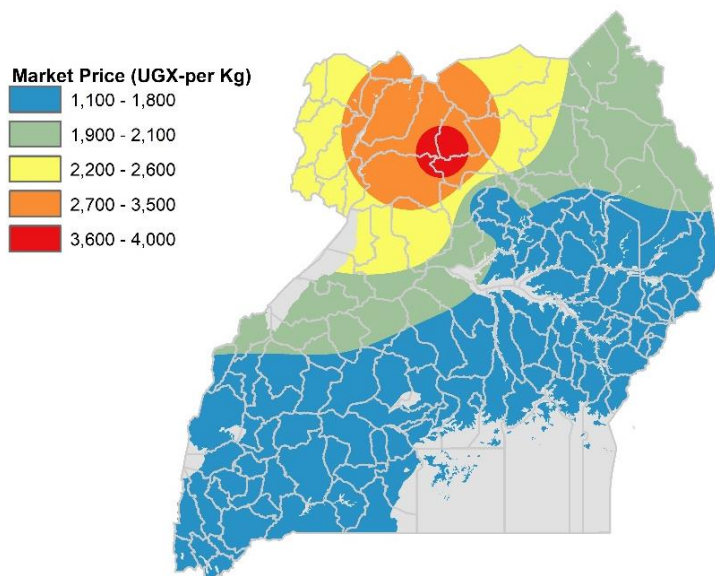 Market Price (UGX-per Kg)
1,100 - 1,800
1,900 - 2,100
2,200 - 2,600
2,700 - 3,500
3,600 - 4,000